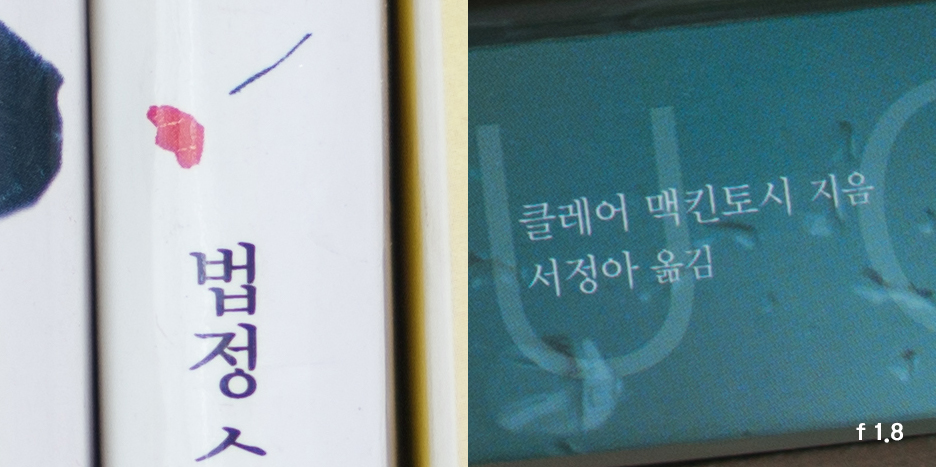 법정
클레어 맥킨토시 지음
서정아 옮김
f 1.8